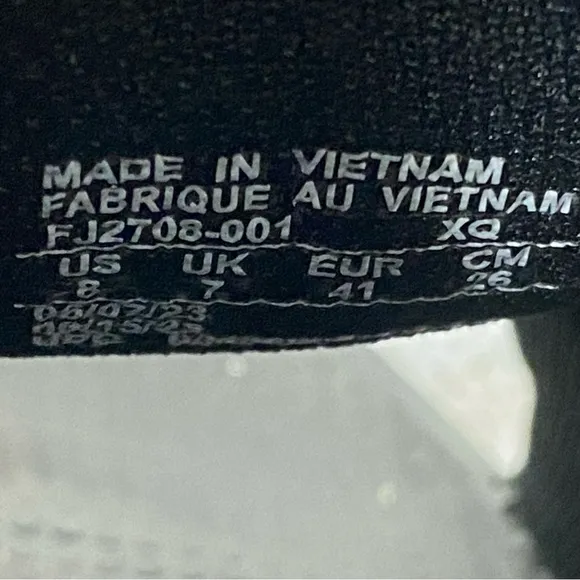 MADE IN VIETNAM
FABRIQUE AU VIETNAM
FJ2708-001 XQ
US UK EUR CM
8 7 41 26
06/07/23